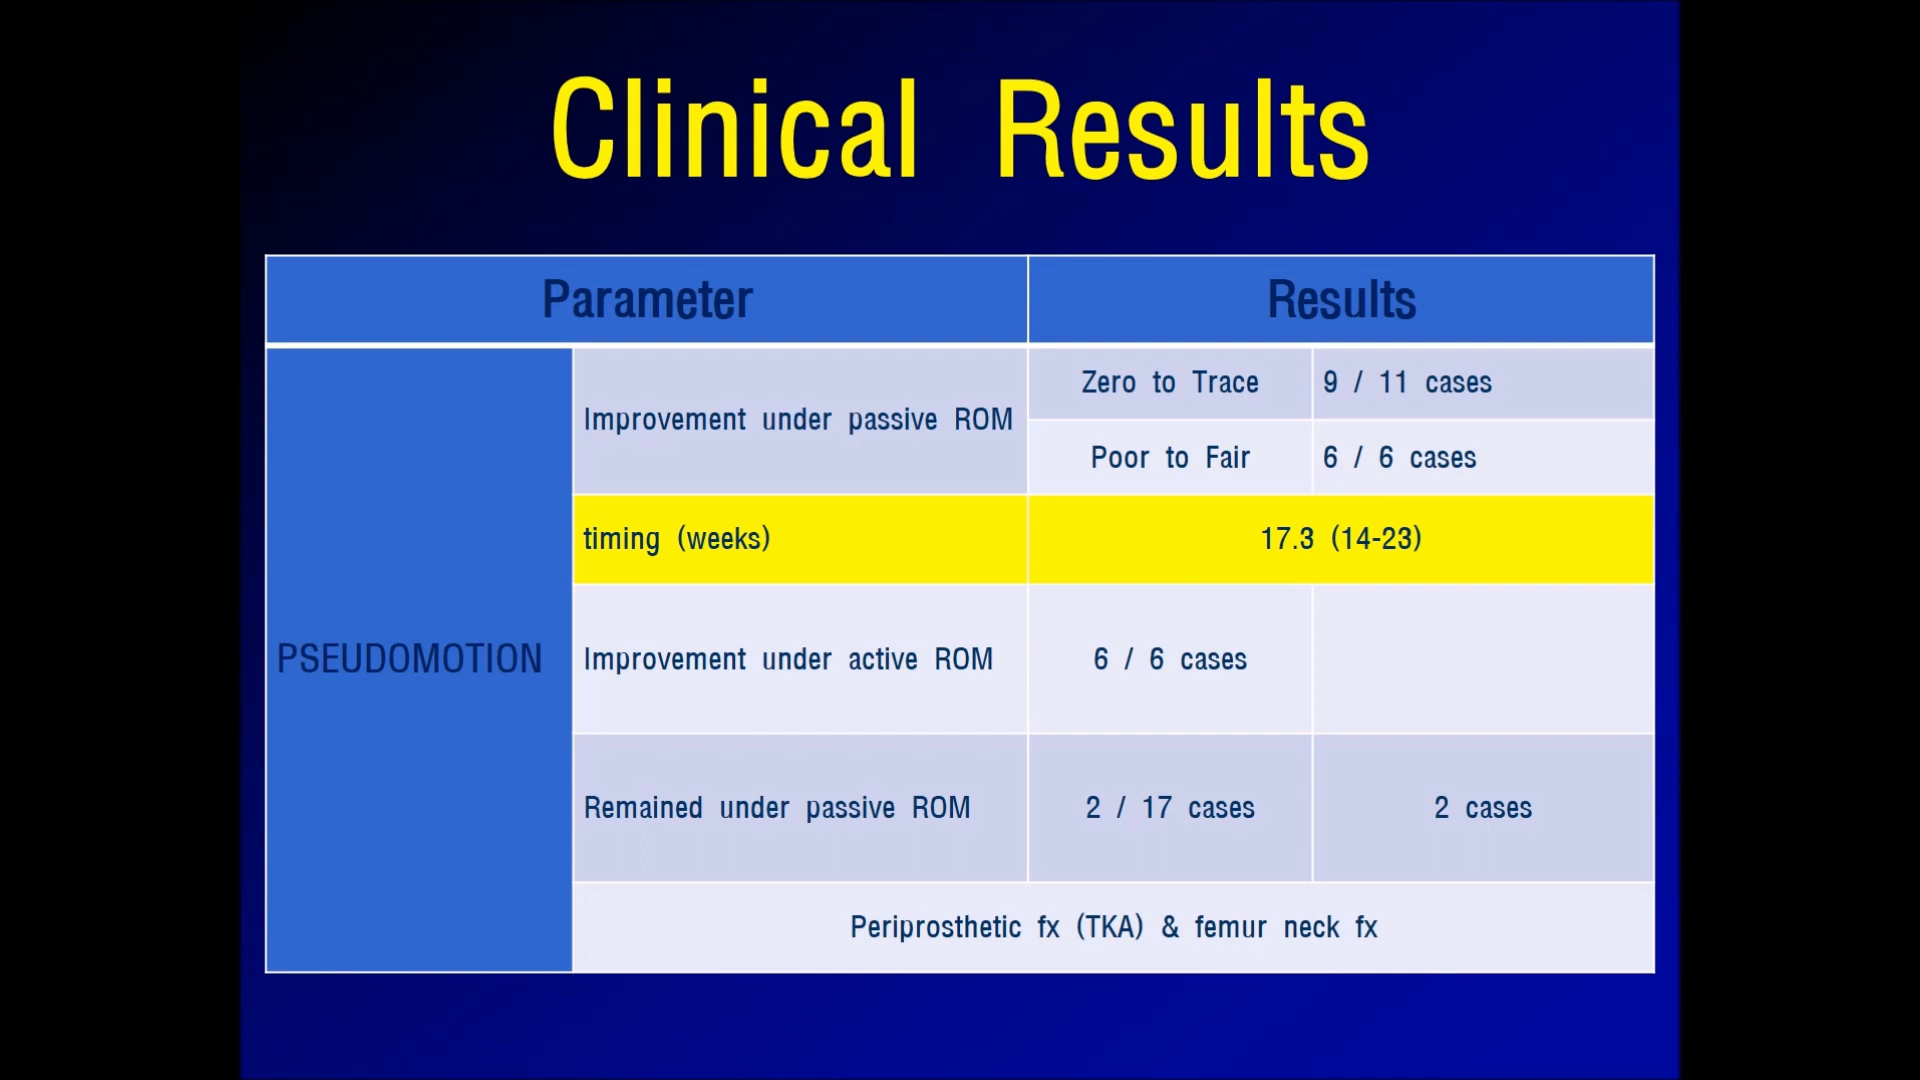 Clinical Results
Parameter
Results
PSEUDOMOTION
Improvement under passive ROM
Zero to Trace
9 / 11 cases
Poor to Fair
6 / 6 cases
timing (weeks)
17.3 (14-23)
Improvement under active ROM
6 / 6 cases
Remained under passive ROM
2 / 17 cases
2 cases
Periprosthetic fx (TKA) & femur neck fx